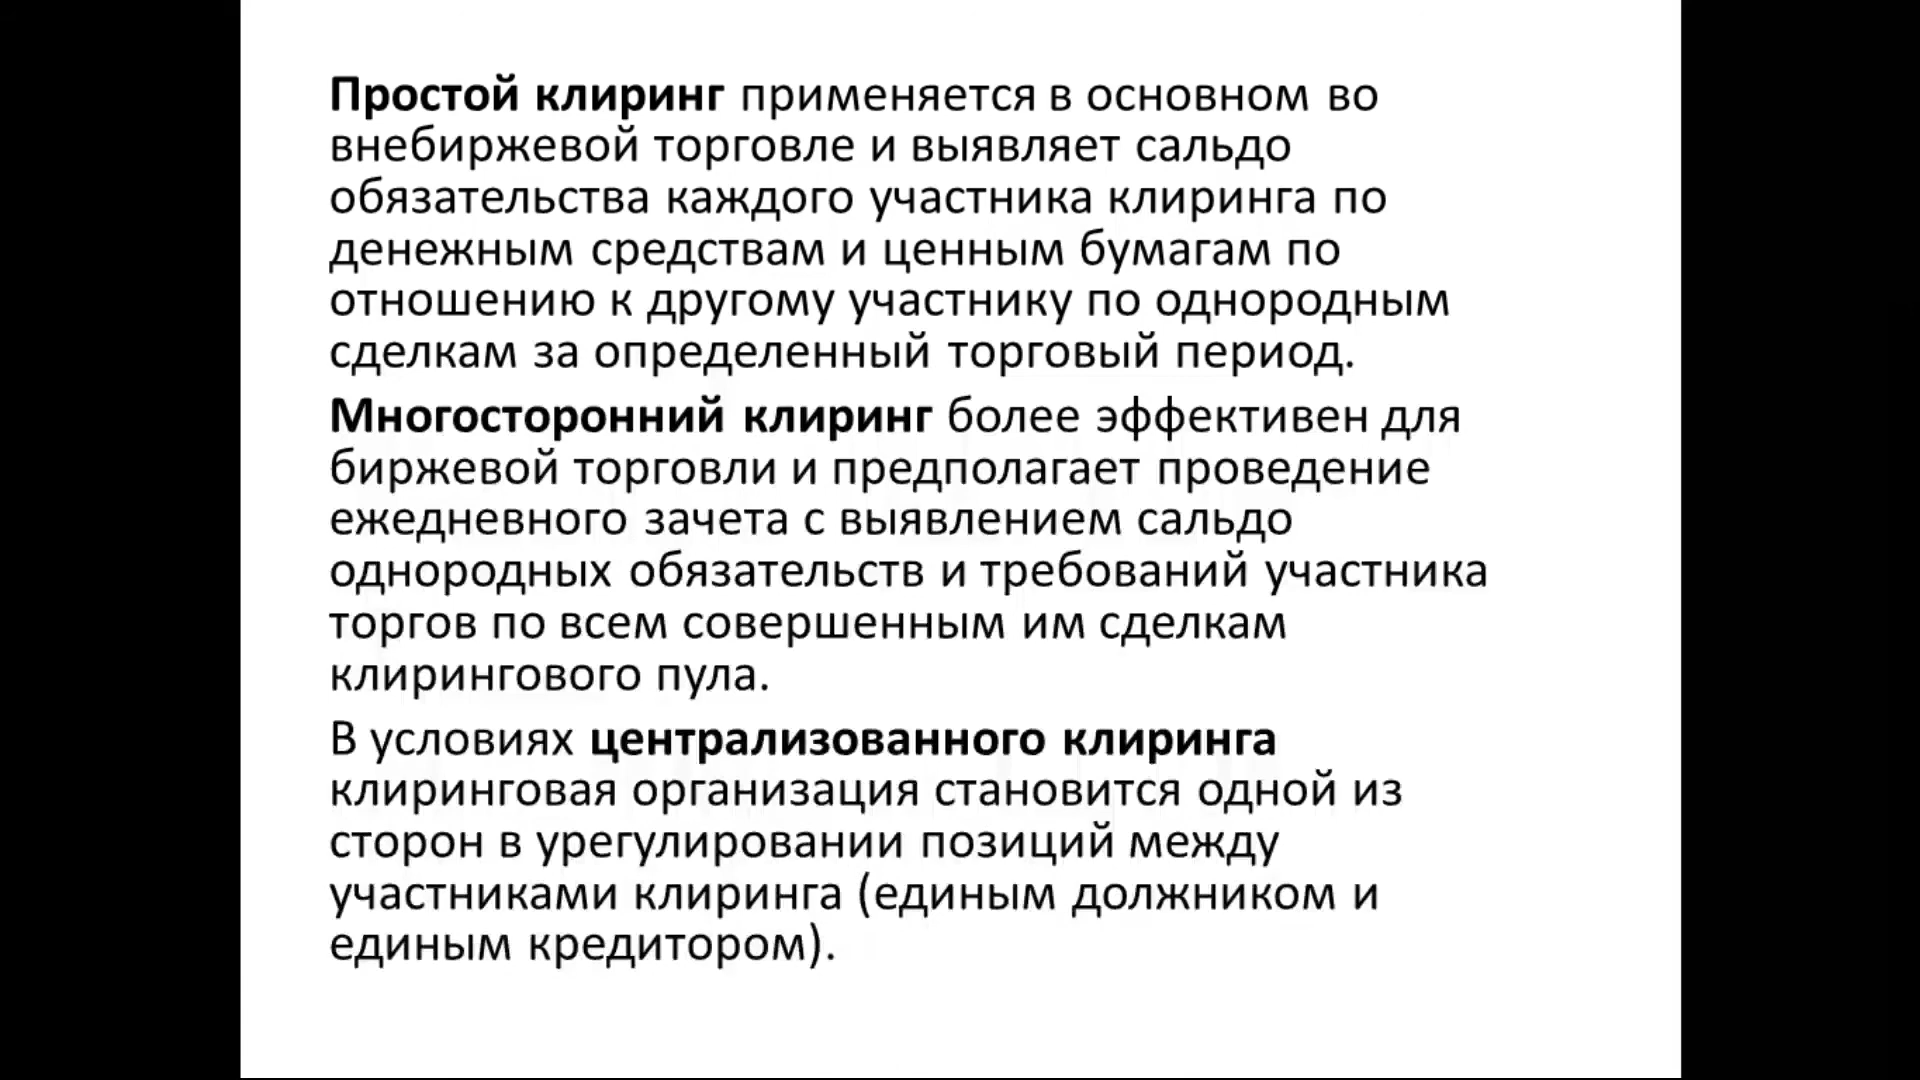 Простой клиринг применяется в основном во
внебиржевой торговле и выявляет сальдо
обязательства каждого участника клиринга по
денежным средствам и ценным бумагам по
отношению к другому участнику по однородным
сделкам за определенный торговый период.
Многосторонний клиринг более эффективен для
биржевой торговли и предполагает проведение
ежедневного зачета с выявлением сальдо
однородных обязательств и требований участника
торгов по всем совершенным им сделкам
клирингового пула.
В условиях централизованного клиринга
клиринговая организация становится одной из
сторон в урегулировании позиций между
участниками клиринга (единым должником и
единым кредитором).